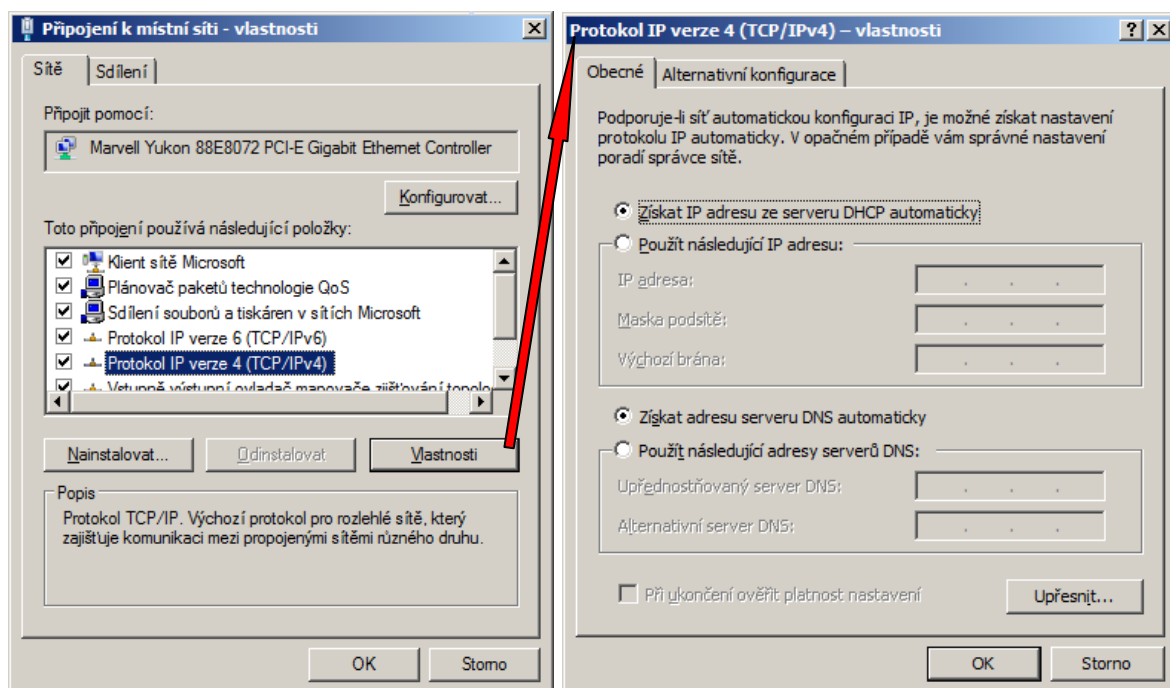 Připojení k místní síti - vlastnosti
Sítě
Sdílení
Připojit pomocí:
Marvell Yukon 88E8072 PCI-E Gigabit Ethernet Controller
Konfigurovat...
Toto připojení používá následující položky:
Klient sítě Microsoft
Plánovač paketů technologie QoS
Sdílení souborů a tiskáren v sítích Microsoft
Protokol IP verze 6 (TCP/IPv6)
Protokol IP verze 4 (TCP/IPv4)
Vstupně výstupní ovladač mapovače zjišťování topolo
Nainstalovat...
Odinstalovat
Vlastnosti
Popis
Protokol TCP/IP. Výchozí protokol pro rozlehlé sítě, který
zajišťuje komunikaci mezi propojenými sítěmi různého druhu.
OK
Storno
Protokol IP verze 4 (TCP/IPv4) – vlastnosti
Obecné
Alternativní konfigurace
Podporuje-li síť automatickou konfiguraci IP, je možné získat nastavení
protokolu IP automaticky. V opačném případě vám správné nastavení
poradí správce sítě.
Získat IP adresu ze serveru DHCP automaticky
Použít následující IP adresu:
IP adresa:
Maska podsítě:
Výchozí brána:
Získat adresu serveru DNS automaticky
Použít následující adresy serverů DNS:
Upřednostňovaný server DNS:
Alternativní server DNS:
Při ukončení ověřit platnost nastavení
Upřesnit...
OK
Storno